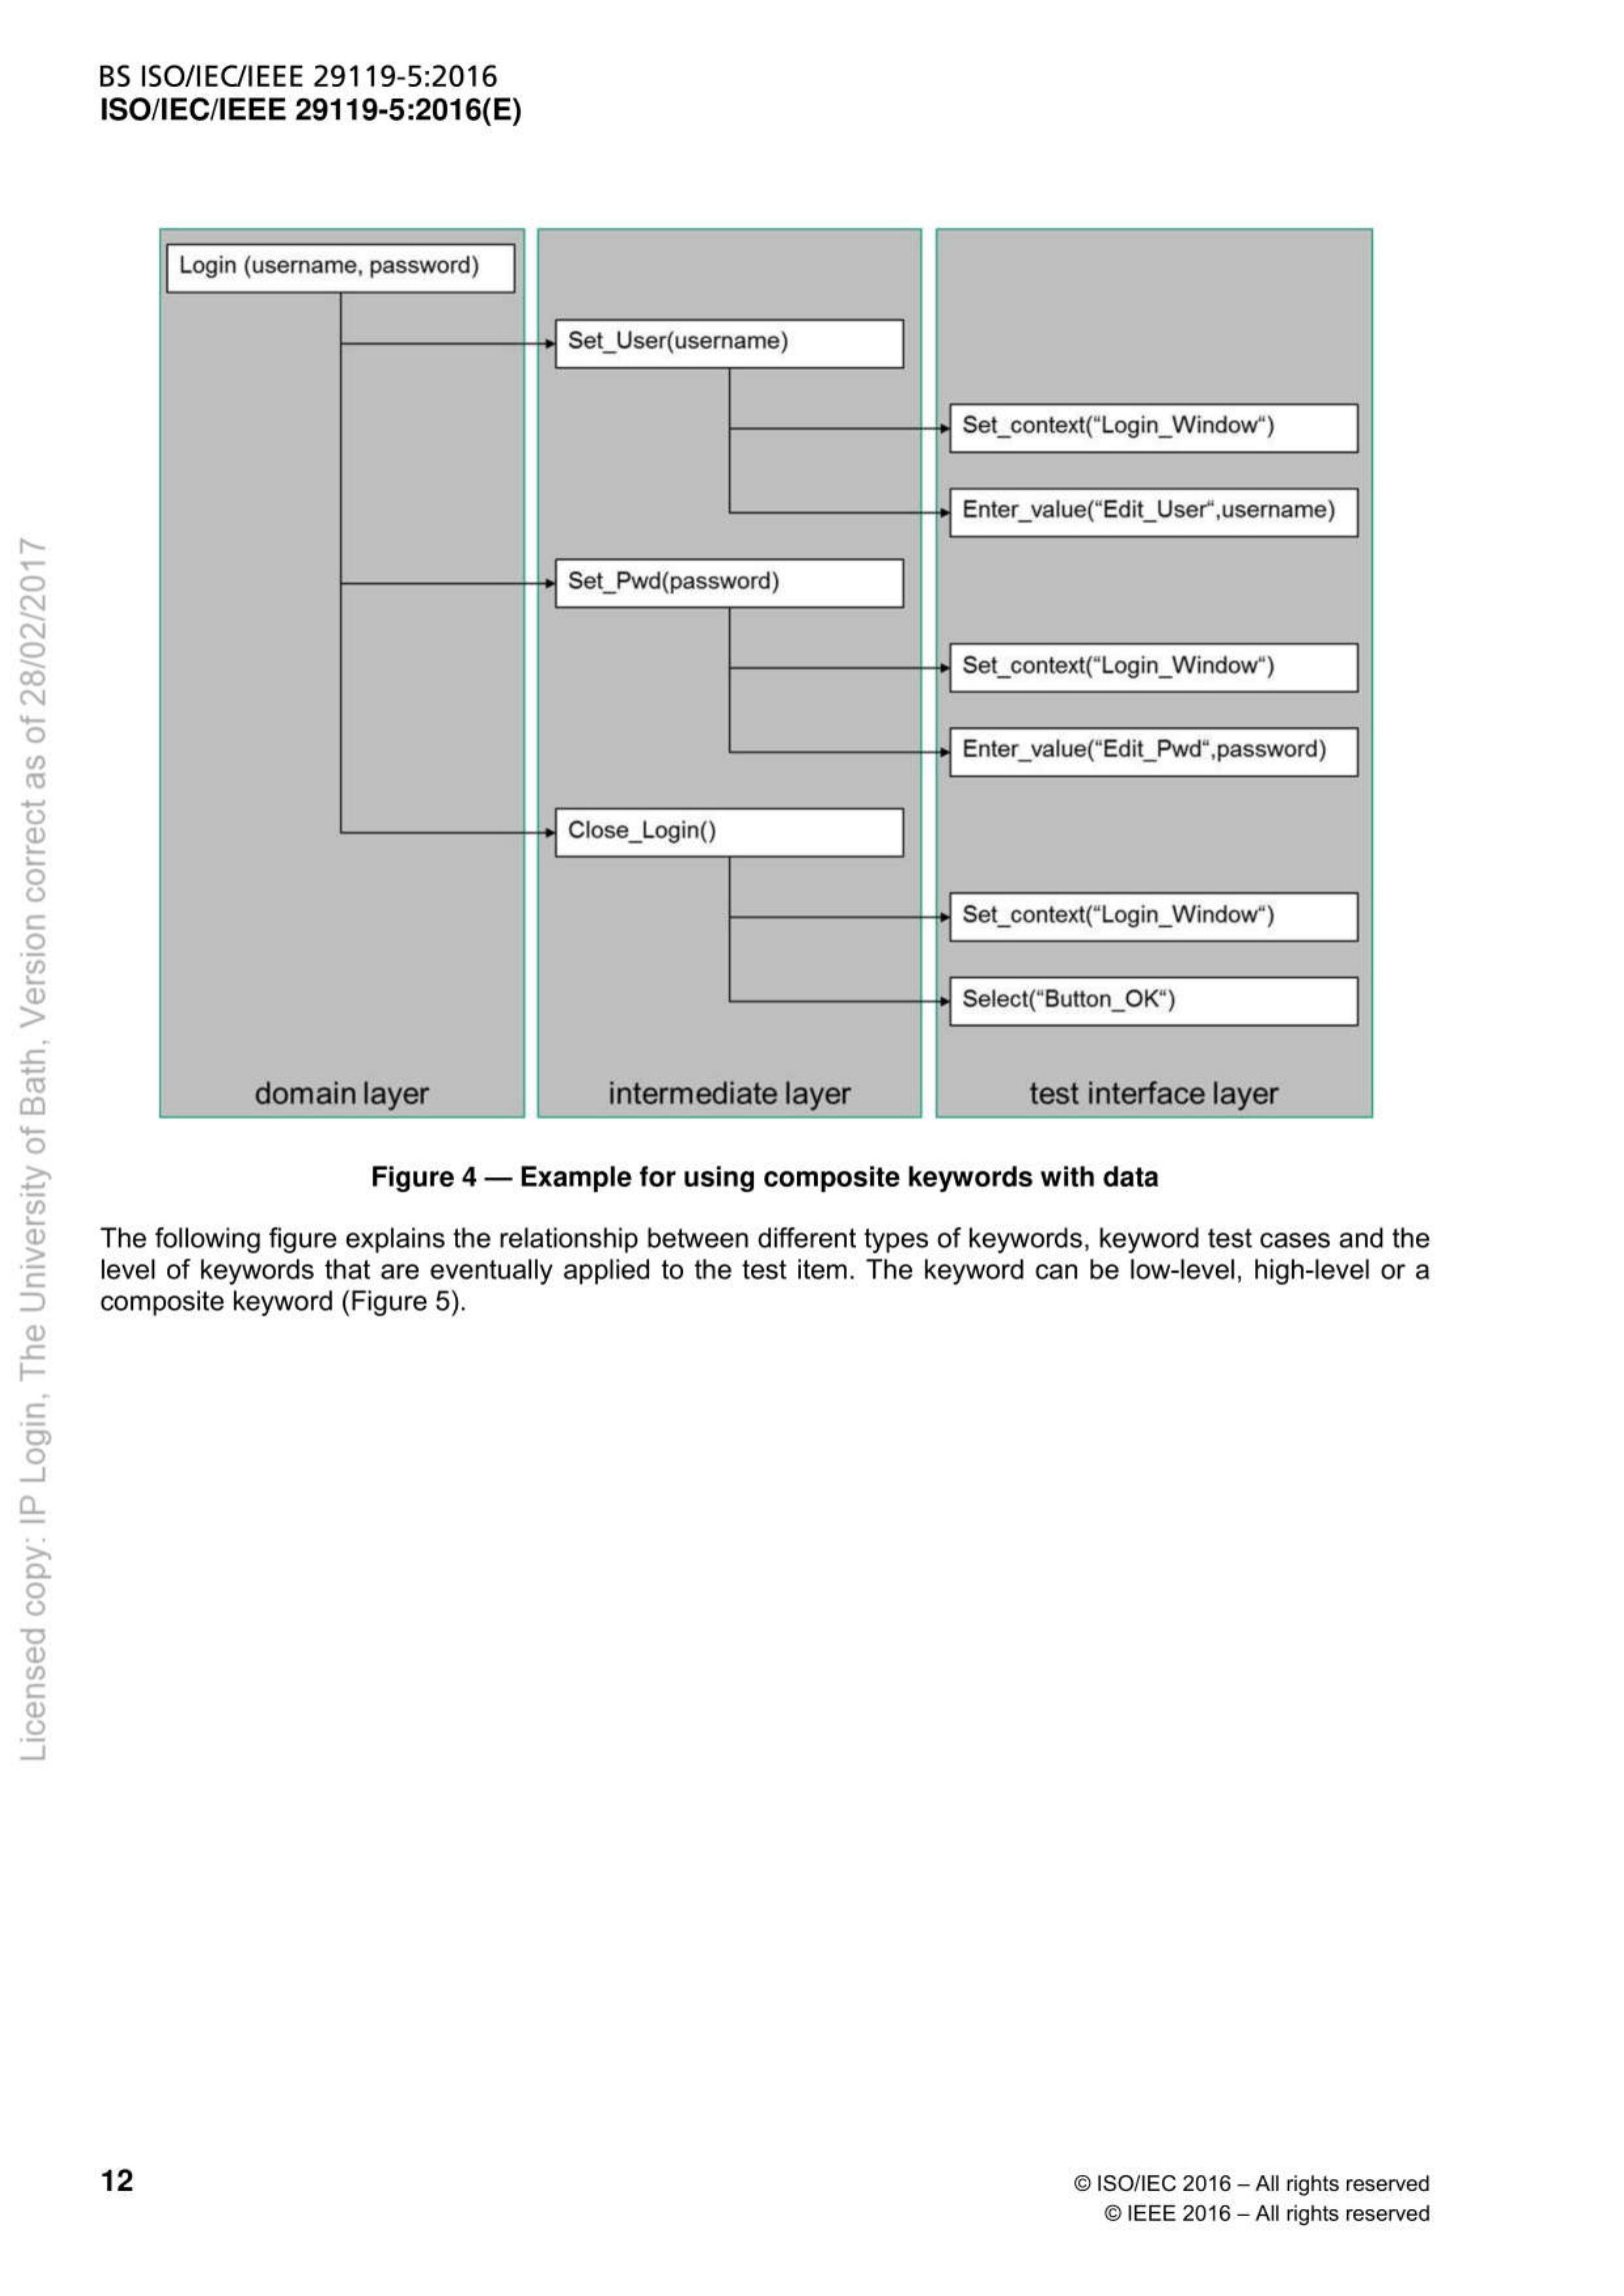 BS ISO/IEC/IEEE 29119-5:2016
ISO/IEC/IEEE 29119-5:2016(E)
Login (username, password)
Set_User(username)
Set_context(“Login_Window“)
Enter_value(“Edit_User“,username)
Set_Pwd(password)
Set_context(“Login_Window“)
Enter_value(“Edit_Pwd“,password)
Close_Login()
Set_context(“Login_Window“)
Select(“Button_OK“)
domain layer
intermediate layer
test interface layer
Figure 4 — Example for using composite keywords with data
The following figure explains the relationship between different types of keywords, keyword test cases and the
level of keywords that are eventually applied to the test item. The keyword can be low-level, high-level or a
composite keyword (Figure 5).
Licensed copy: IP Login, The University of Bath, Version correct as of 28/02/2017
12
© ISO/IEC 2016 – All rights reserved
© IEEE 2016 – All rights reserved